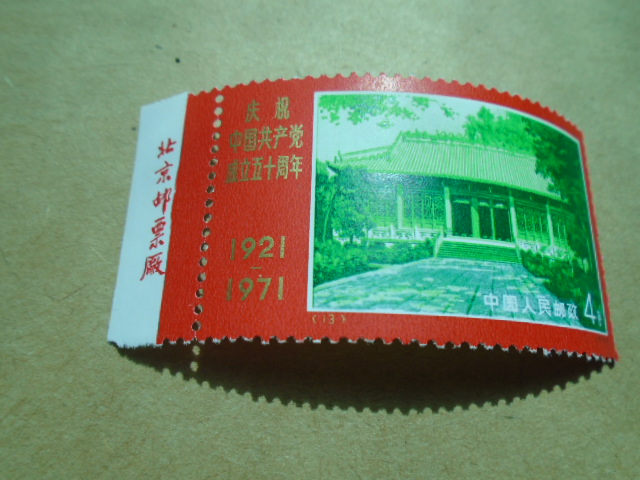 北京邮票厂
庆祝
中国共产党
成立五十周年
1921
—
1971
(13)
中国人民邮政 4